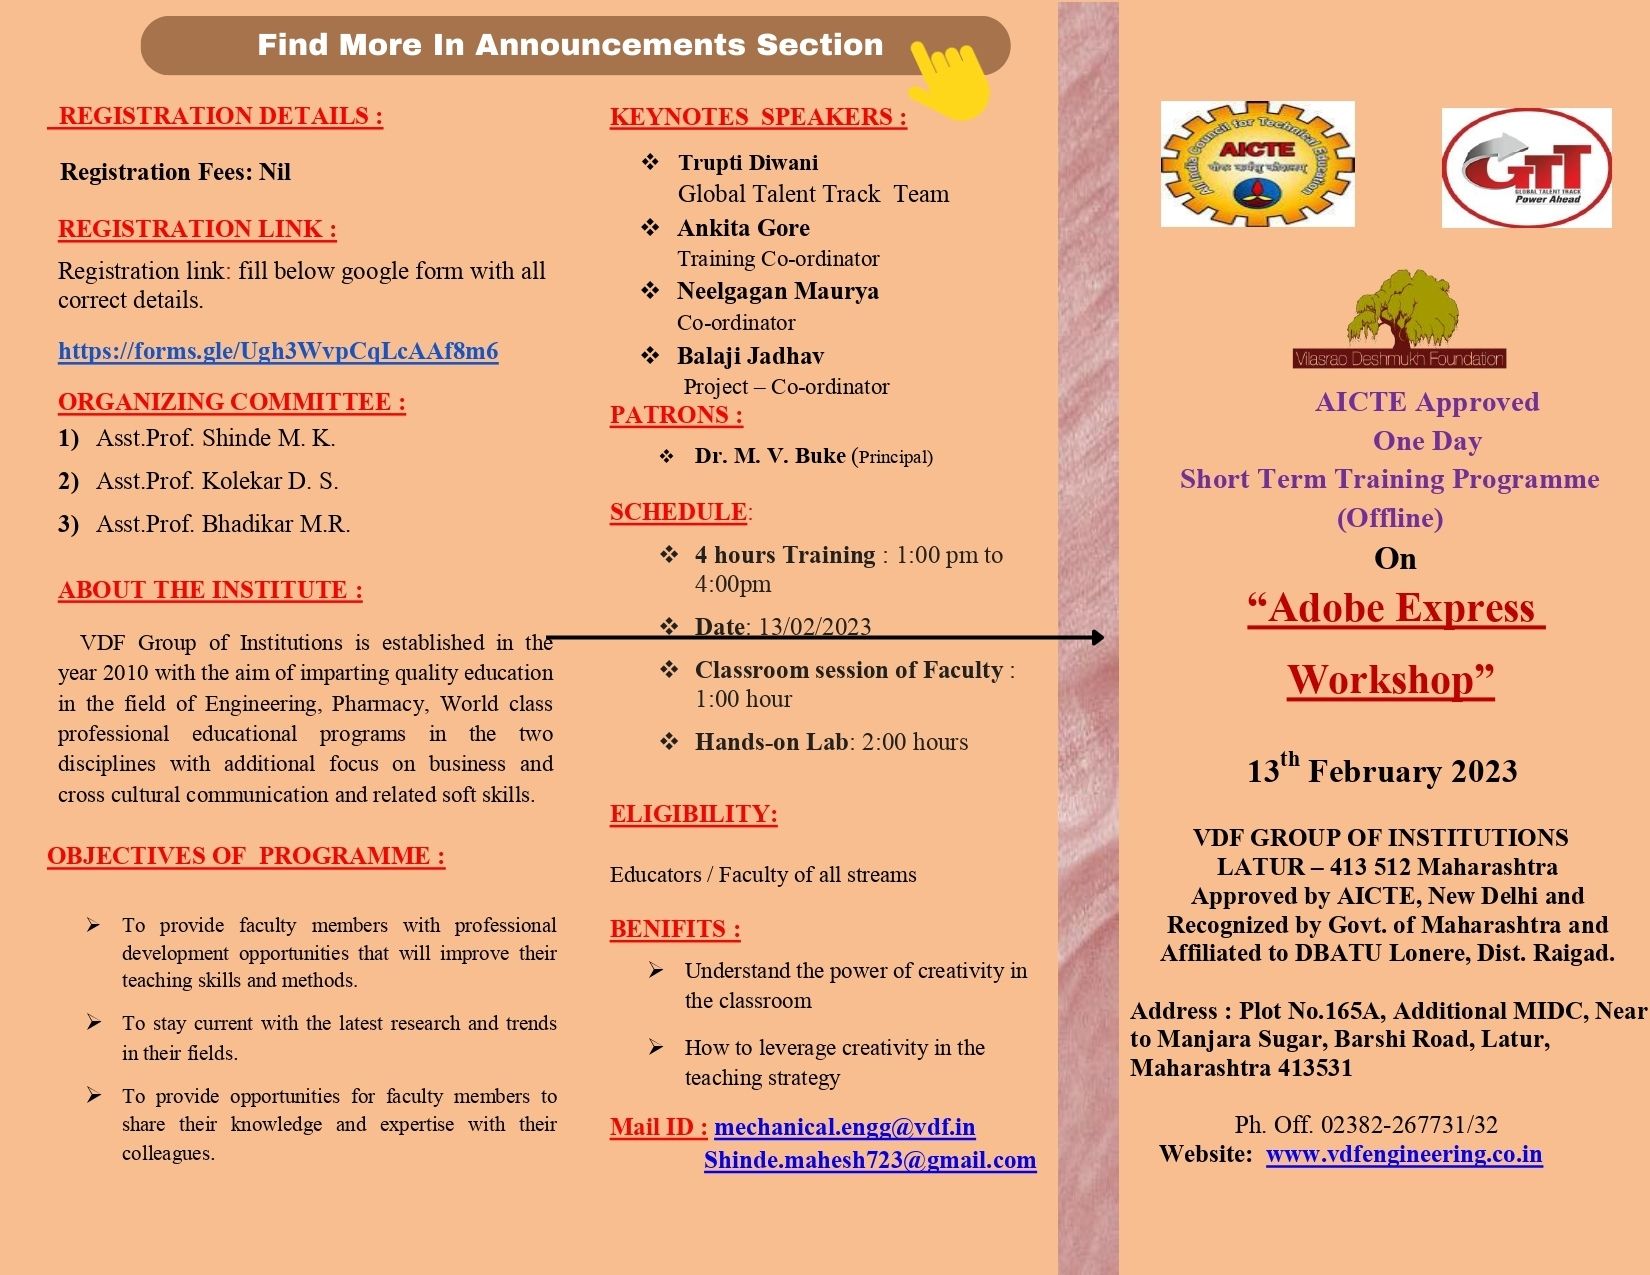 Find More In Announcements Section
REGISTRATION DETAILS :
Registration Fees: Nil
REGISTRATION LINK :
Registration link: fill below google form with all
correct details.
https://forms.gle/Ugh3WvpCqLcAAf8m6
ORGANIZING COMMITTEE :
1) Asst.Prof. Shinde M. K.
2) Asst.Prof. Kolekar D. S.
3) Asst.Prof. Bhadikar M.R.
ABOUT THE INSTITUTE :
VDF Group of Institutions is established in the
year 2010 with the aim of imparting quality education
in the field of Engineering, Pharmacy, World class
professional educational programs in the two
disciplines with additional focus on business and
cross cultural communication and related soft skills.
OBJECTIVES OF PROGRAMME :
➢ To provide faculty members with professional
development opportunities that will improve their
teaching skills and methods.
➢ To stay current with the latest research and trends
in their fields.
➢ To provide opportunities for faculty members to
share their knowledge and expertise with their
colleagues.
KEYNOTES SPEAKERS :
❖ Trupti Diwani
Global Talent Track Team
❖ Ankita Gore
Training Co-ordinator
❖ Neelgagan Maurya
Co-ordinator
❖ Balaji Jadhav
Project – Co-ordinator
PATRONS :
❖ Dr. M. V. Buke (Principal)
SCHEDULE:
❖ 4 hours Training : 1:00 pm to
4:00pm
❖ Date: 13/02/2023
❖ Classroom session of Faculty :
1:00 hour
❖ Hands-on Lab: 2:00 hours
ELIGIBILITY:
Educators / Faculty of all streams
BENIFITS :
➢ Understand the power of creativity in
the classroom
➢ How to leverage creativity in the
teaching strategy
Mail ID : mechanical.engg@vdf.in
Shinde.mahesh723@gmail.com
All India Council for Technical Education
AICTE
GTT
GLOBAL TALENT TRACK
Power Ahead
Vilasrao Deshmukh Foundation
AICTE Approved
One Day
Short Term Training Programme
(Offline)
On
“Adobe Express
Workshop”
13th February 2023
VDF GROUP OF INSTITUTIONS
LATUR – 413 512 Maharashtra
Approved by AICTE, New Delhi and
Recognized by Govt. of Maharashtra and
Affiliated to DBATU Lonere, Dist. Raigad.
Address : Plot No.165A, Additional MIDC, Near
to Manjara Sugar, Barshi Road, Latur,
Maharashtra 413531
Ph. Off. 02382-267731/32
Website: www.vdfengineering.co.in